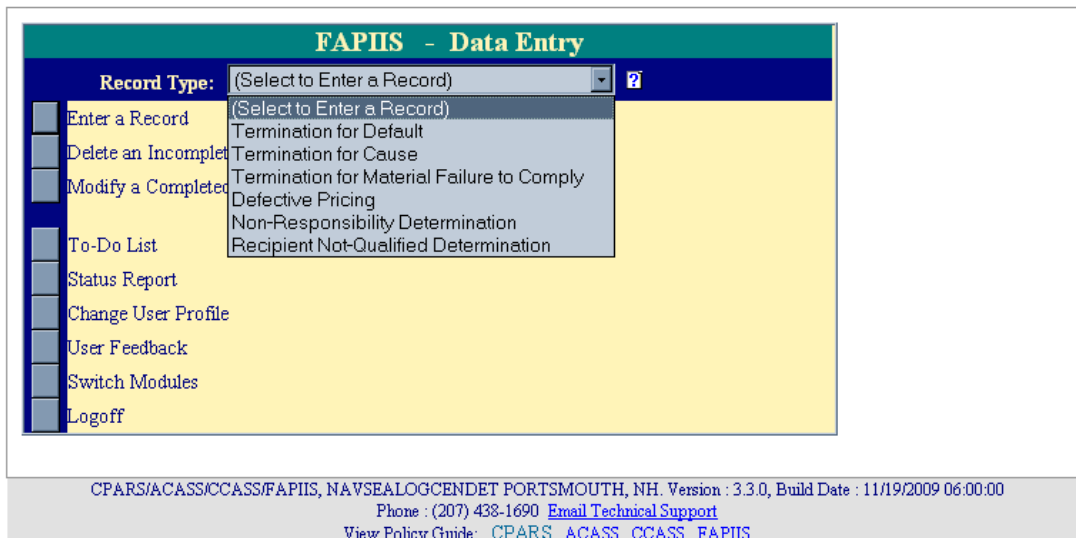 FAPIIS - Data Entry
Record Type: (Select to Enter a Record) ?
(Select to Enter a Record)
Termination for Default
Termination for Cause
Termination for Material Failure to Comply
Defective Pricing
Non-Responsibility Determination
Recipient Not-Qualified Determination
Enter a Record
Delete an Incomplet
Modify a Completed
To-Do List
Status Report
Change User Profile
User Feedback
Switch Modules
Logoff
CPARS/ACASS/CCASS/FAPIIS, NAVSEALOGCENDET PORTSMOUTH, NH. Version : 3.3.0, Build Date : 11/19/2009 06:00:00
Phone : (207) 438-1690 Email Technical Support
View Policy Guide: CPARS ACASS CCASS FAPIIS